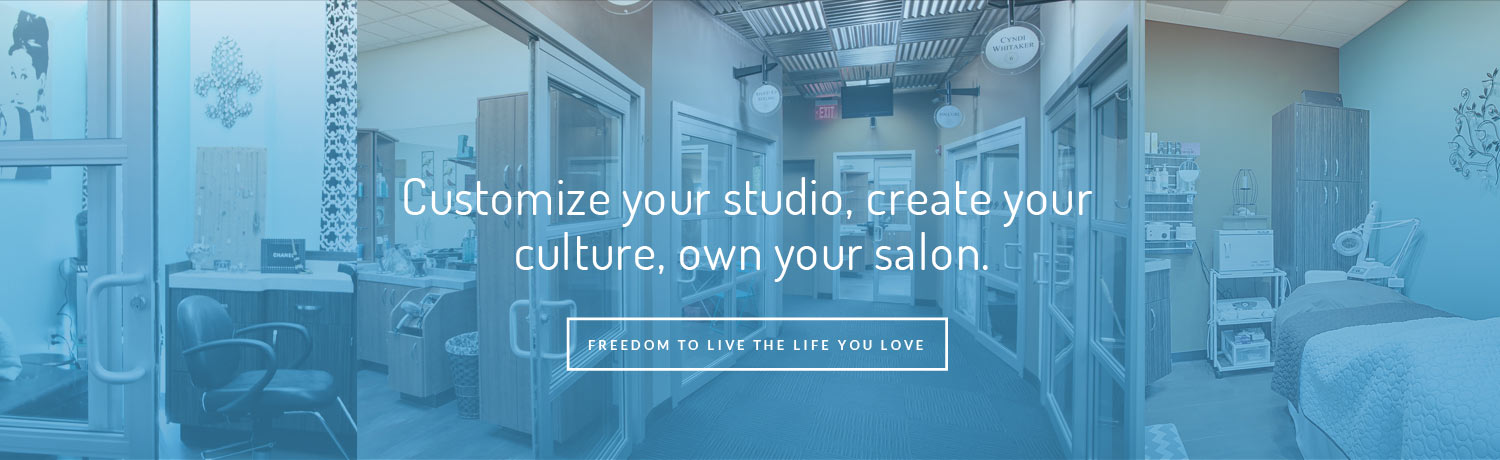 CYNDI
WHITAKER
EXIT
Customize your studio, create your
culture, own your salon.
CHANEL
FREEDOM TO LIVE THE LIFE YOU LOVE